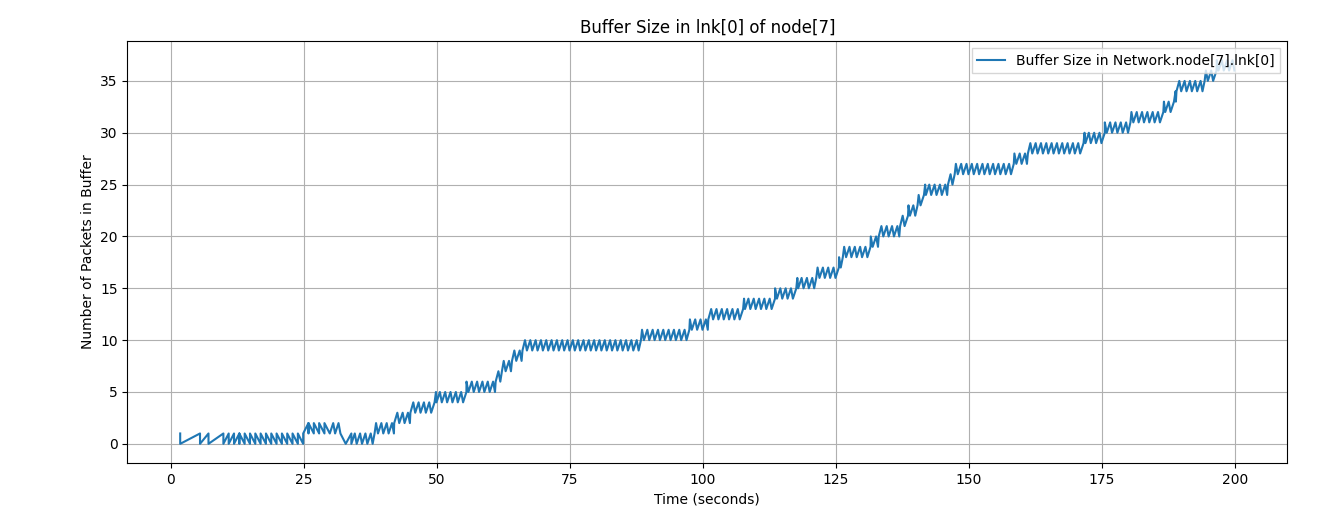 Buffer Size in lnk[0] of node[7]
Buffer Size in Network.node[7].lnk[0]
Number of Packets in Buffer
35
30
25
20
15
10
5
0
0 25 50 75 100 125 150 175 200
Time (seconds)